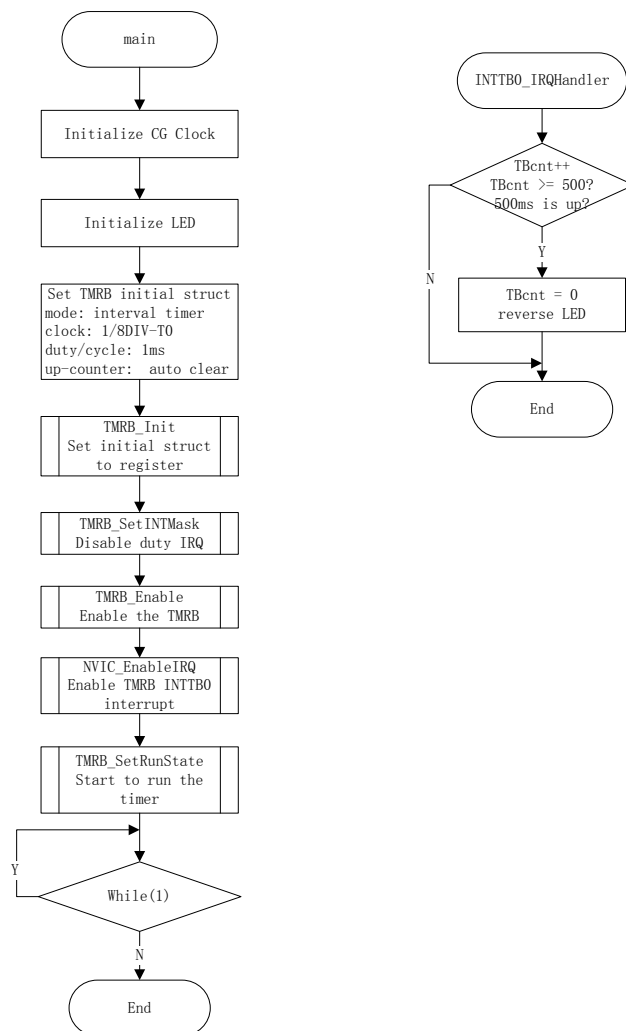 main
Initialize CG Clock
Initialize LED
Set TMRB initial struct
mode: interval timer
clock: 1/8DIV-T0
duty/cycle: 1ms
up-counter:  auto clear
TMRB_Init
Set initial struct
to register
TMRB_SetINTMask
Disable duty IRQ
TMRB_Enable
Enable the TMRB
NVIC_EnableIRQ
Enable TMRB INTTB0
interrupt
TMRB_SetRunState
Start to run the
timer
Y
While(1)
N
End
INTTB0_IRQHandler
TBcnt++
TBcnt >= 500?
500ms is up?
Y
N
TBcnt = 0
reverse LED
End